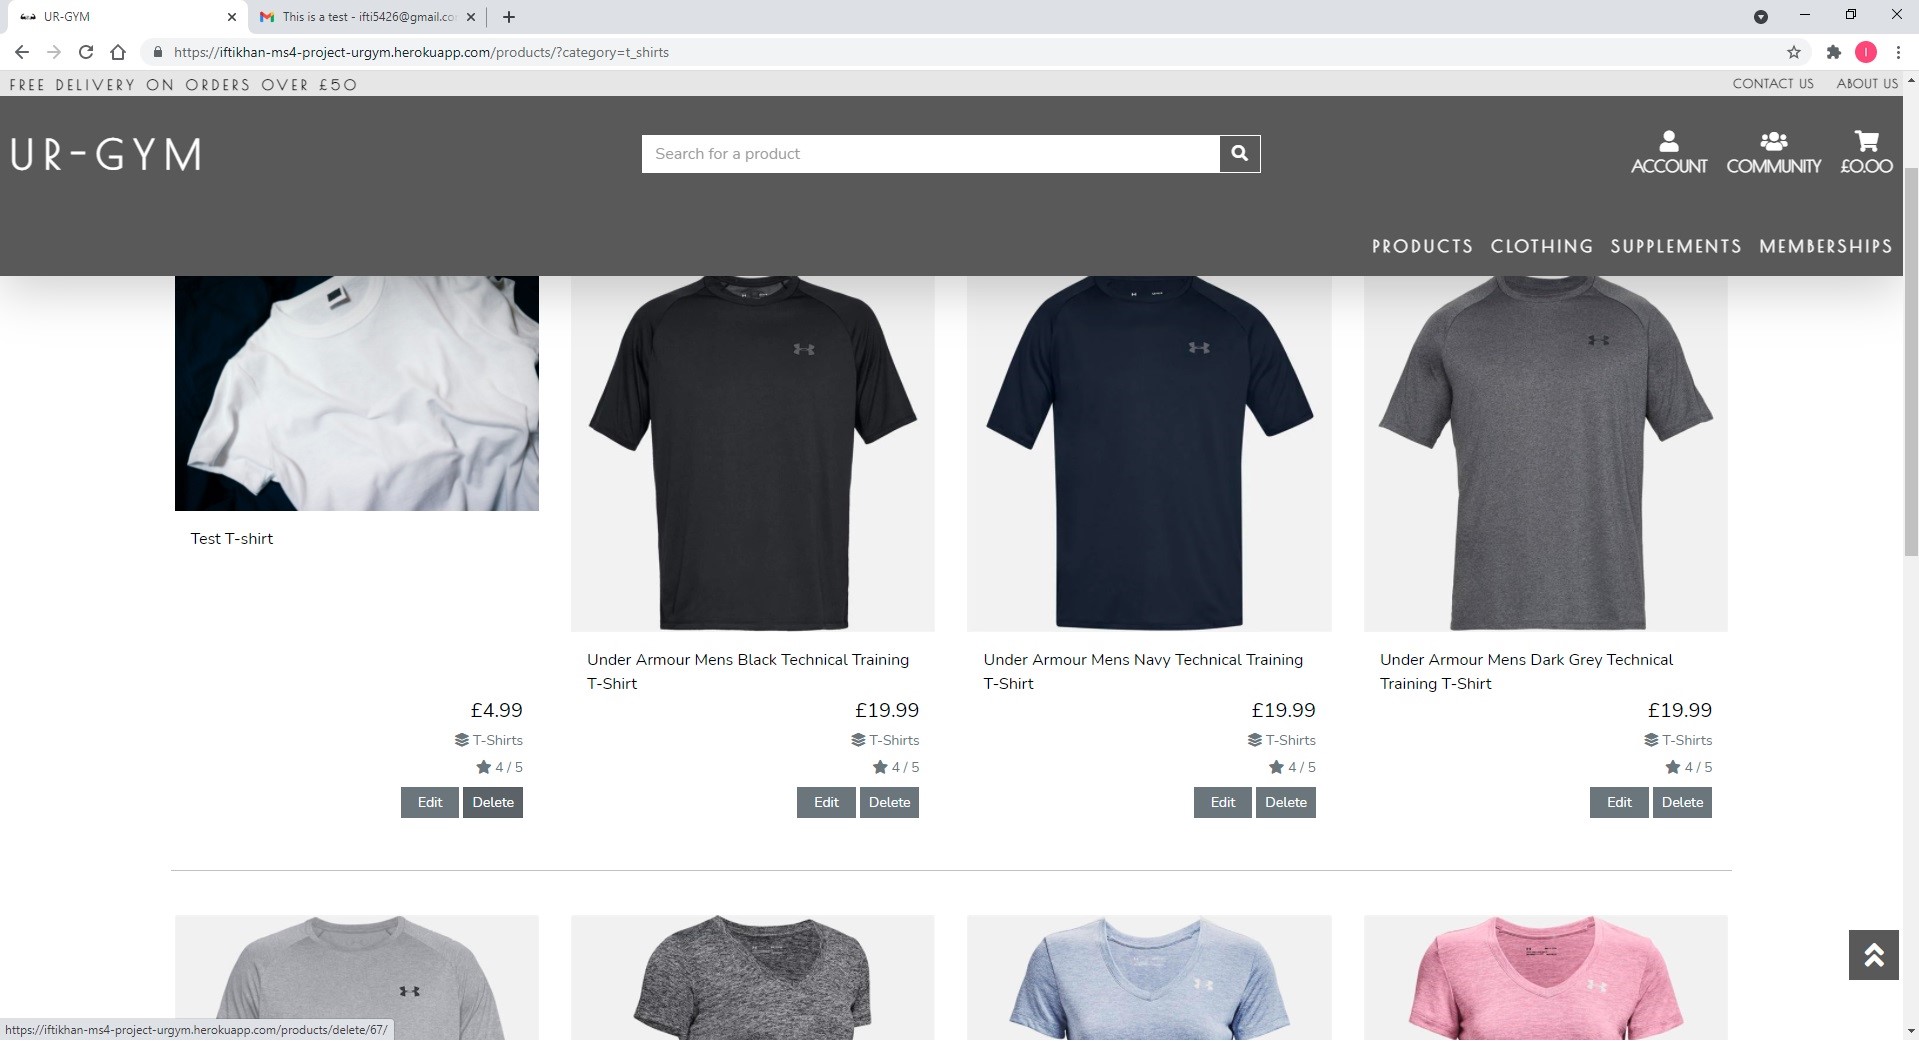 UR-GYM
This is a test - ifti5426@gmail.co
https://iftikhan-ms4-project-urgym.herokuapp.com/products/?category=t_shirts
I
FREE DELIVERY ON ORDERS OVER £50
CONTACT US ABOUT US
UR-GYM
Search for a product
ACCOUNT COMMUNITY £0.00
PRODUCTS CLOTHING SUPPLEMENTS MEMBERSHIPS
Test T-shirt
£4.99
T-Shirts
4 / 5
Edit Delete
Under Armour Mens Black Technical Training
T-Shirt
£19.99
T-Shirts
4 / 5
Edit Delete
Under Armour Mens Navy Technical Training
T-Shirt
£19.99
T-Shirts
4 / 5
Edit Delete
Under Armour Mens Dark Grey Technical
Training T-Shirt
£19.99
T-Shirts
4 / 5
Edit Delete
https://iftikhan-ms4-project-urgym.herokuapp.com/products/delete/67/